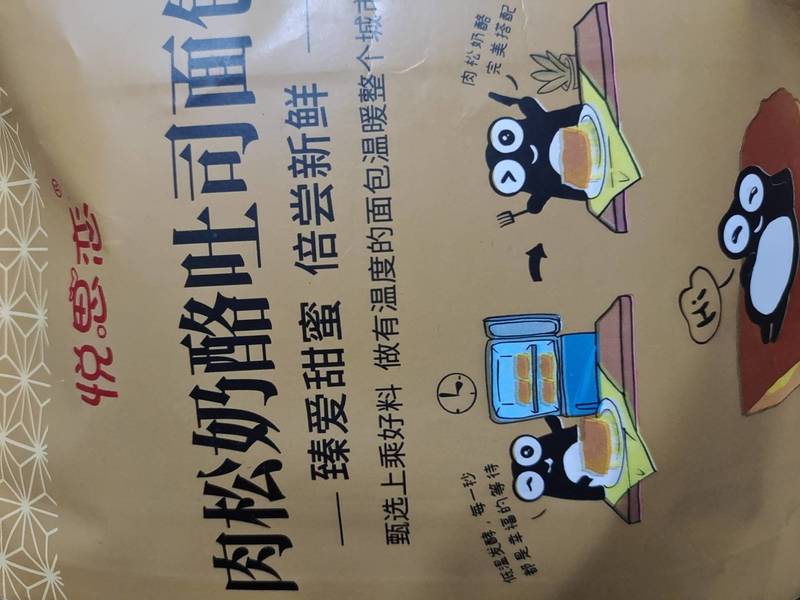 悦思恋®
肉松奶酪吐司面包
臻爱甜蜜 倍尝新鲜
甄选上乘好料 做有温度的面包温暖整个城市
低温发酵,每一秒
都是幸福的等待
肉松奶酪
完美搭配
Hi~